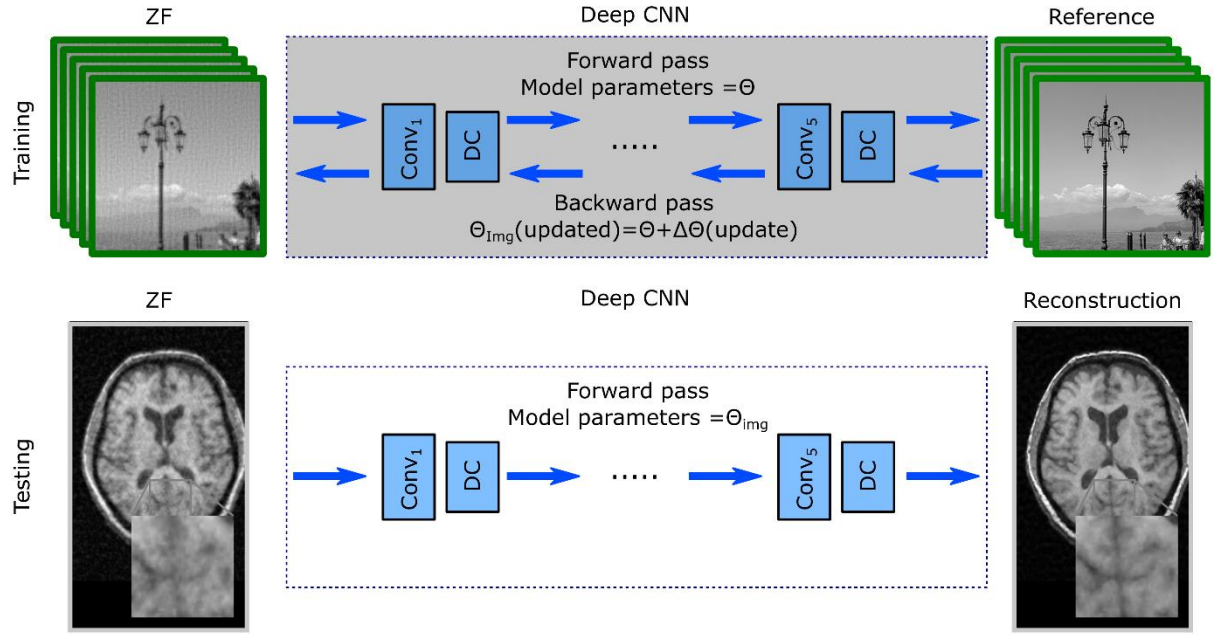 ZF
Deep CNN
Reference
Training
Forward pass
Model parameters =Θ
Conv1
DC
.....
Conv5
DC
Backward pass
ΘImg(updated)=Θ+ΔΘ(update)
ZF
Deep CNN
Reconstruction
Testing
Forward pass
Model parameters =Θimg
Conv1
DC
.....
Conv5
DC